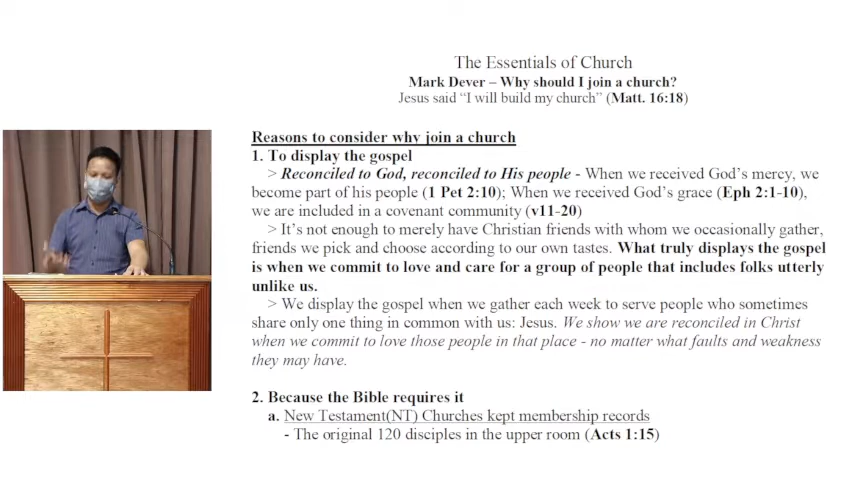 The Essentials of Church
Mark Dever – Why should I join a church?
Jesus said “I will build my church” (Matt. 16:18)
Reasons to consider why join a church
1. To display the gospel
> Reconciled to God, reconciled to His people - When we received God’s mercy, we
become part of his people (1 Pet 2:10); When we received God’s grace (Eph 2:1-10),
we are included in a covenant community (v11-20)
> It’s not enough to merely have Christian friends with whom we occasionally gather,
friends we pick and choose according to our own tastes. What truly displays the gospel
is when we commit to love and care for a group of people that includes folks utterly
unlike us.
> We display the gospel when we gather each week to serve people who sometimes
share only one thing in common with us: Jesus. We show we are reconciled in Christ
when we commit to love those people in that place - no matter what faults and weakness
they may have.
2. Because the Bible requires it
a. New Testament(NT) Churches kept membership records
- The original 120 disciples in the upper room (Acts 1:15)